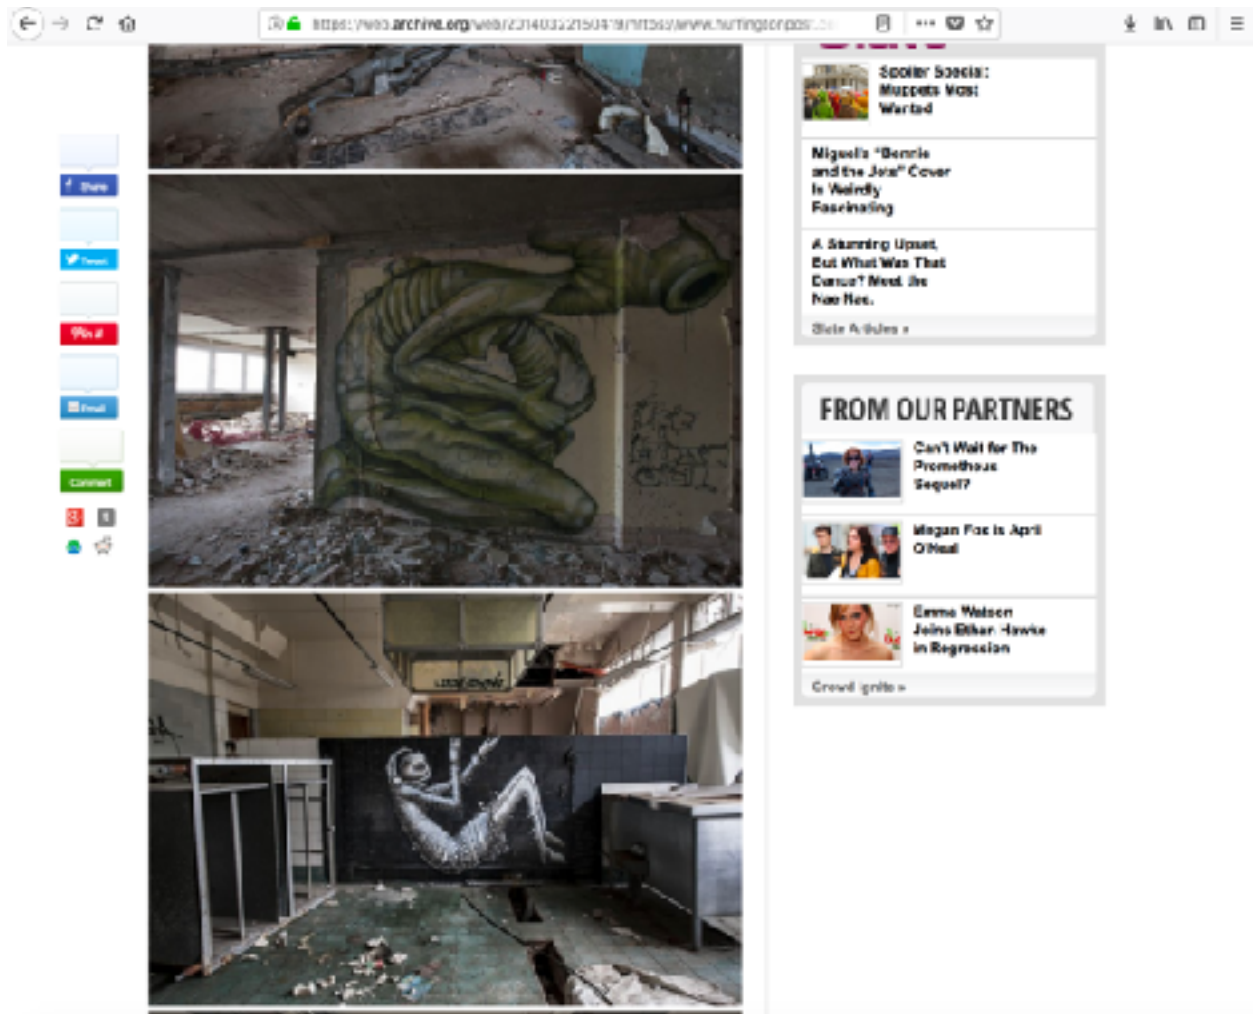 Share
Tweet
Pin it
Email
Comment
Spoiler Special:
Muppets Most
Wanted
Miguel's "Bennie
and the Jets" Cover
Is Weirdly
Fascinating
A Stunning Upset,
But What Was That
Dance? Meet the
Nae Nae.
Slate Articles »
FROM OUR PARTNERS
Can't Wait for The
Prometheus
Sequel?
Megan Fox is April
O'Neal
Emma Watson
Joins Ethan Hawke
in Regression
Crowd Ignite »